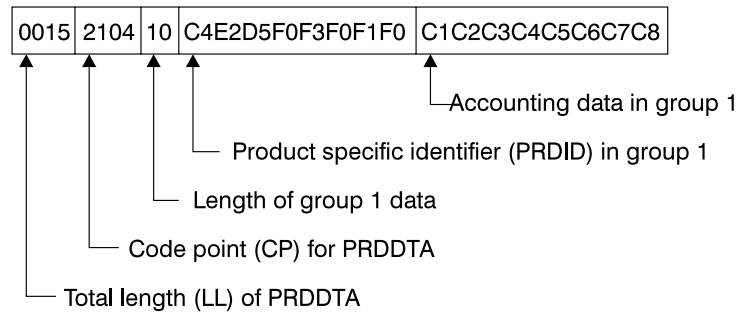 0015 2104 10 C4E2D5F0F3F0F1F0 C1C2C3C4C5C6C7C8
Accounting data in group 1
Product specific identifier (PRDID) in group 1
Length of group 1 data
Code point (CP) for PRDDTA
Total length (LL) of PRDDTA